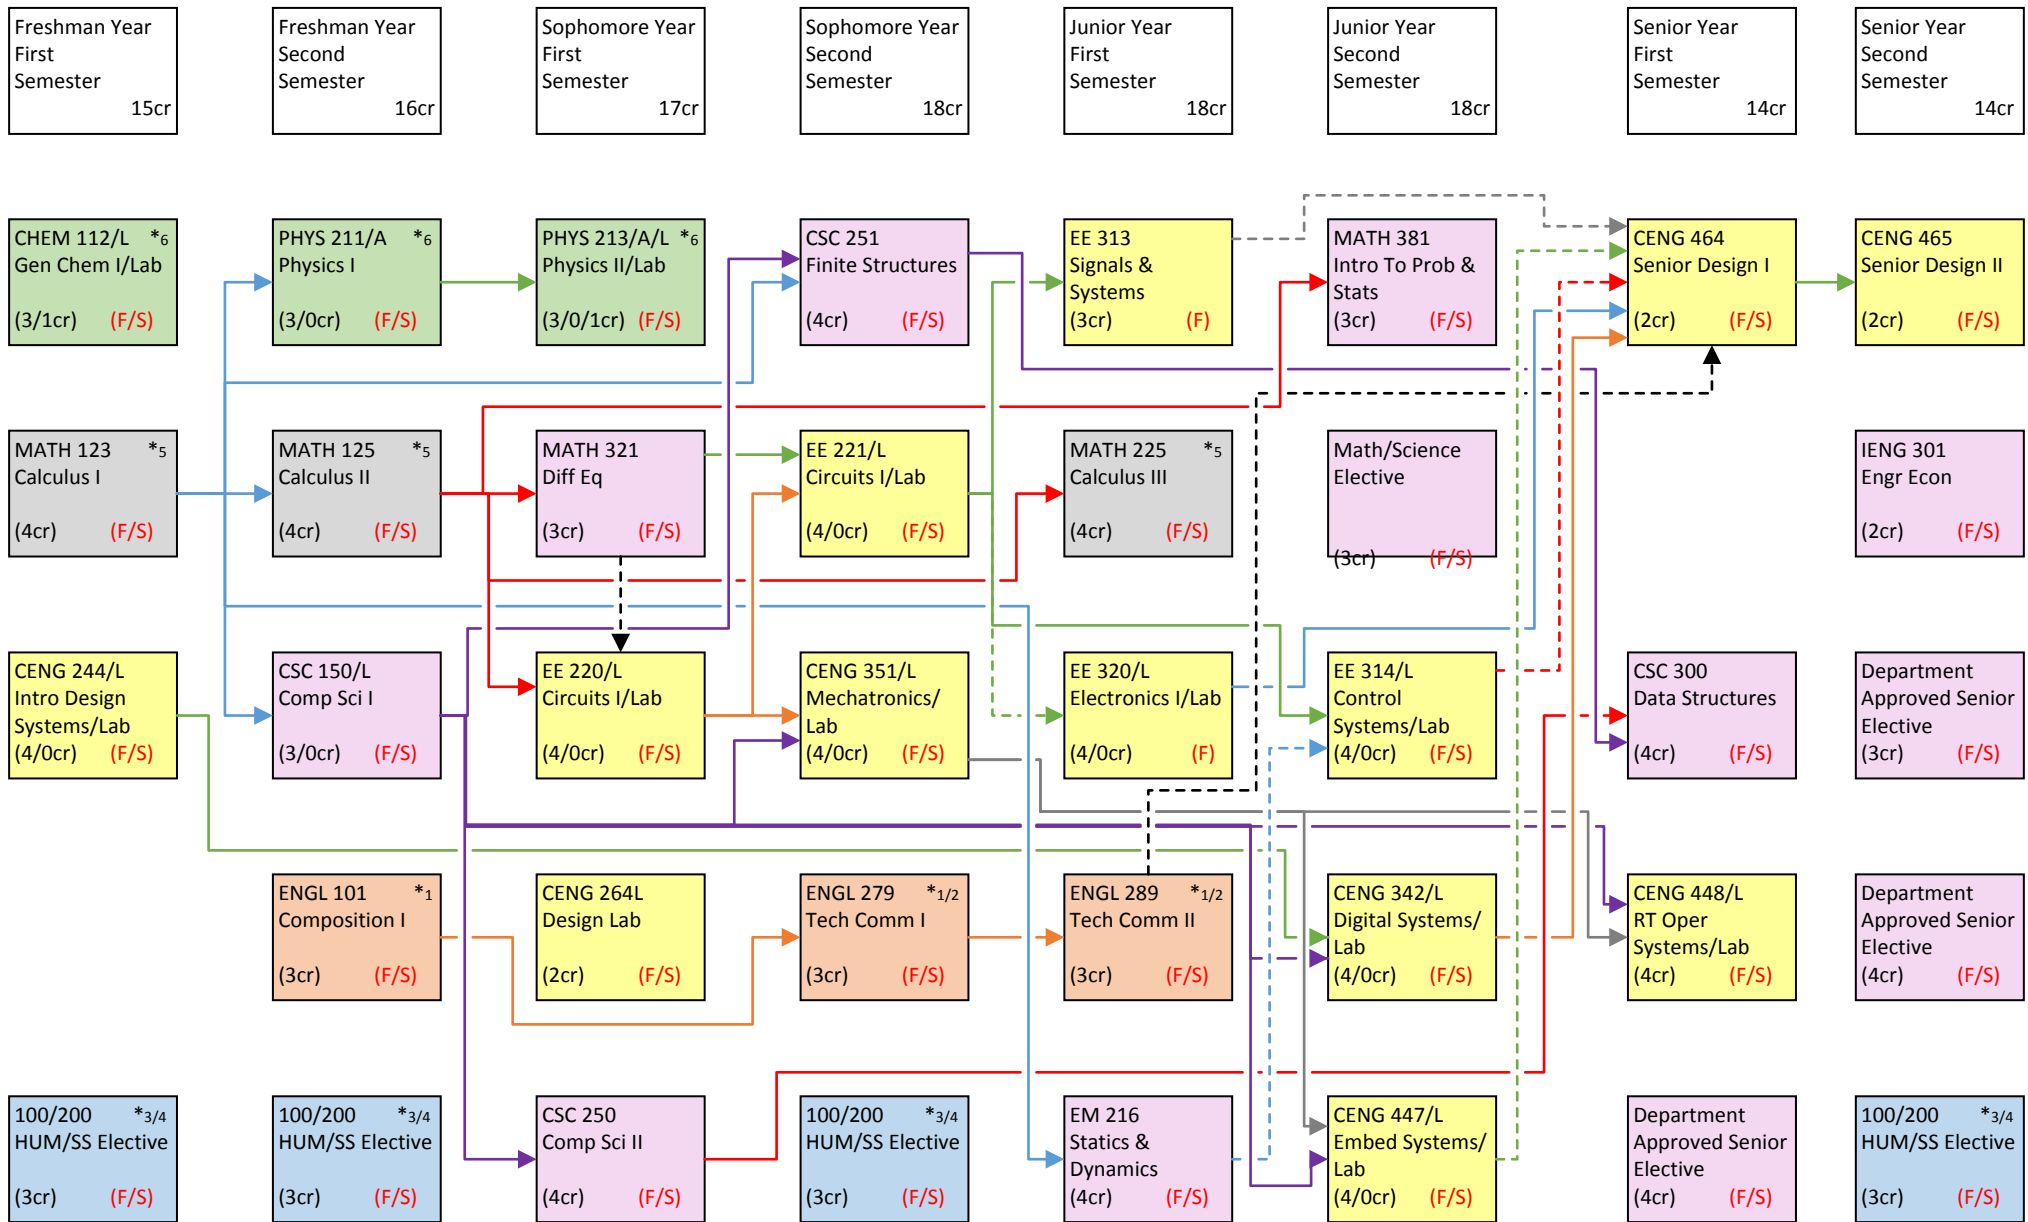 Freshman Year
First
Semester
15cr
Freshman Year
Second
Semester
16cr
Sophomore Year
First
Semester
17cr
Sophomore Year
Second
Semester
18cr
Junior Year
First
Semester
18cr
Junior Year
Second
Semester
18cr
Senior Year
First
Semester
14cr
Senior Year
Second
Semester
14cr
CHEM 112/L *6
Gen Chem I/Lab
(3/1cr) (F/S)
PHYS 211/A *6
Physics I
(3/0cr) (F/S)
PHYS 213/A/L *6
Physics II/Lab
(3/0/1cr) (F/S)
CSC 251
Finite Structures
(4cr) (F/S)
EE 313
Signals &
Systems
(3cr) (F)
MATH 381
Intro To Prob &
Stats
(3cr) (F/S)
CENG 464
Senior Design I
(2cr) (F/S)
CENG 465
Senior Design II
(2cr) (F/S)
MATH 123 *5
Calculus I
(4cr) (F/S)
MATH 125 *5
Calculus II
(4cr) (F/S)
MATH 321
Diff Eq
(3cr) (F/S)
EE 221/L
Circuits I/Lab
(4/0cr) (F/S)
MATH 225 *5
Calculus III
(4cr) (F/S)
Math/Science
Elective
(3cr) (F/S)
IENG 301
Engr Econ
(2cr) (F/S)
CENG 244/L
Intro Design
Systems/Lab
(4/0cr) (F/S)
CSC 150/L
Comp Sci I
(3/0cr) (F/S)
EE 220/L
Circuits I/Lab
(4/0cr) (F/S)
CENG 351/L
Mechatronics/
Lab
(4/0cr) (F/S)
EE 320/L
Electronics I/Lab
(4/0cr) (F)
EE 314/L
Control
Systems/Lab
(4/0cr) (F/S)
CSC 300
Data Structures
(4cr) (F/S)
Department
Approved Senior
Elective
(3cr) (F/S)
ENGL 101 *1
Composition I
(3cr) (F/S)
CENG 264L
Design Lab
(2cr) (F/S)
ENGL 279 *1/2
Tech Comm I
(3cr) (F/S)
ENGL 289 *1/2
Tech Comm II
(3cr) (F/S)
CENG 342/L
Digital Systems/
Lab
(4/0cr) (F/S)
CENG 448/L
RT Oper
Systems/Lab
(4cr) (F/S)
Department
Approved Senior
Elective
(4cr) (F/S)
100/200 *3/4
HUM/SS Elective
(3cr) (F/S)
100/200 *3/4
HUM/SS Elective
(3cr) (F/S)
CSC 250
Comp Sci II
(4cr) (F/S)
100/200 *3/4
HUM/SS Elective
(3cr) (F/S)
EM 216
Statics &
Dynamics
(4cr) (F/S)
CENG 447/L
Embed Systems/
Lab
(4/0cr) (F/S)
Department
Approved Senior
Elective
(4cr) (F/S)
100/200 *3/4
HUM/SS Elective
(3cr) (F/S)